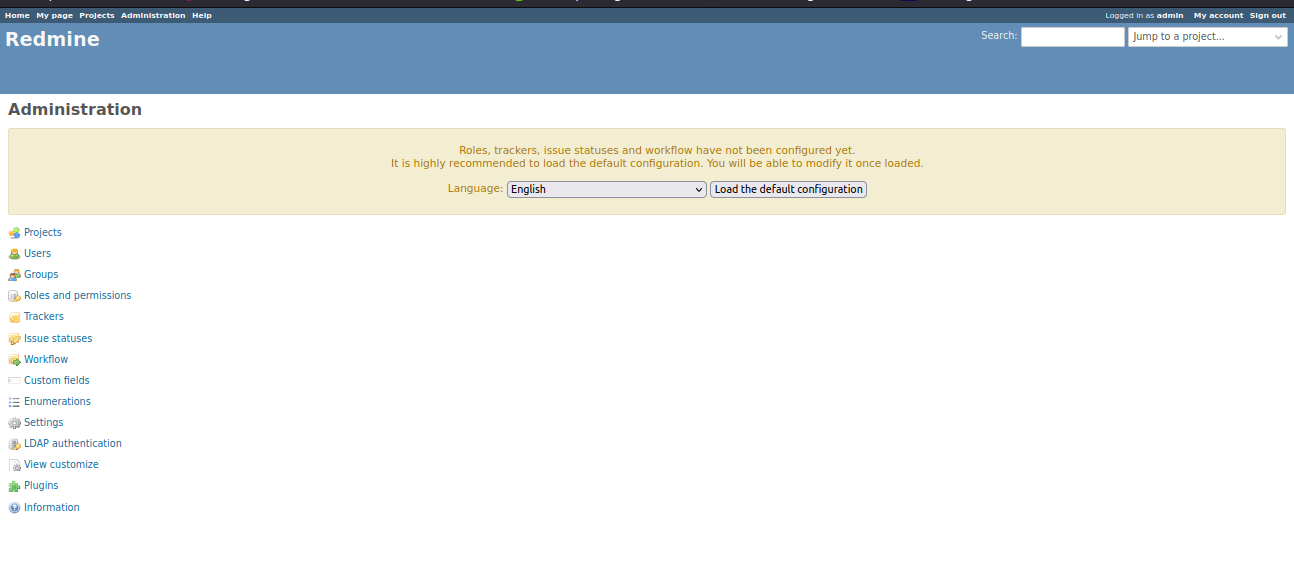 Home My page Projects Administration Help
Logged in as admin My account Sign out
Redmine
Search:
Jump to a project...
Administration
Roles, trackers, issue statuses and workflow have not been configured yet.
It is highly recommended to load the default configuration. You will be able to modify it once loaded.
Language: English Load the default configuration
Projects
Users
Groups
Roles and permissions
Trackers
Issue statuses
Workflow
Custom fields
Enumerations
Settings
LDAP authentication
View customize
Plugins
Information